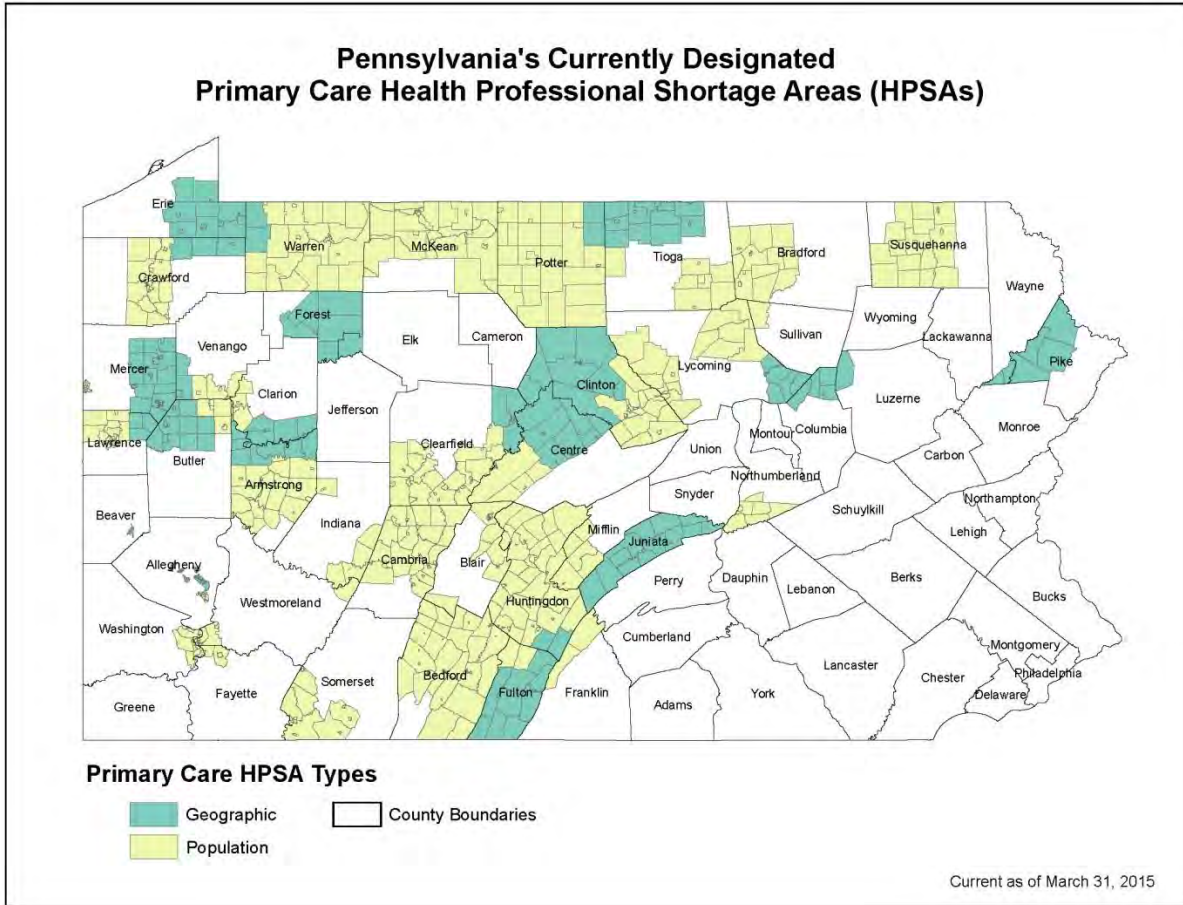 Pennsylvania's Currently Designated
Primary Care Health Professional Shortage Areas (HPSAs)
Erie
Warren
McKean
Potter
Tioga
Bradford
Susquehanna
Wayne
Crawford
Forest
Elk
Cameron
Sullivan
Wyoming
Lackawanna
Venango
Mercer
Clarion
Jefferson
Clinton
Lycoming
Pike
Luzerne
Monroe
Lawrence
Butler
Clearfield
Centre
Union
Montour
Columbia
Carbon
Armstrong
Indiana
Snyder
Northumberland
Northampton
Beaver
Mifflin
Schuylkill
Lehigh
Allegheny
Cambria
Blair
Juniata
Perry
Dauphin
Lebanon
Berks
Bucks
Westmoreland
Huntingdon
Washington
Cumberland
Montgomery
Lancaster
Chester
Philadelphia
Delaware
Greene
Fayette
Somerset
Bedford
Fulton
Franklin
Adams
York
Primary Care HPSA Types
Geographic
County Boundaries
Population
Current as of March 31, 2015